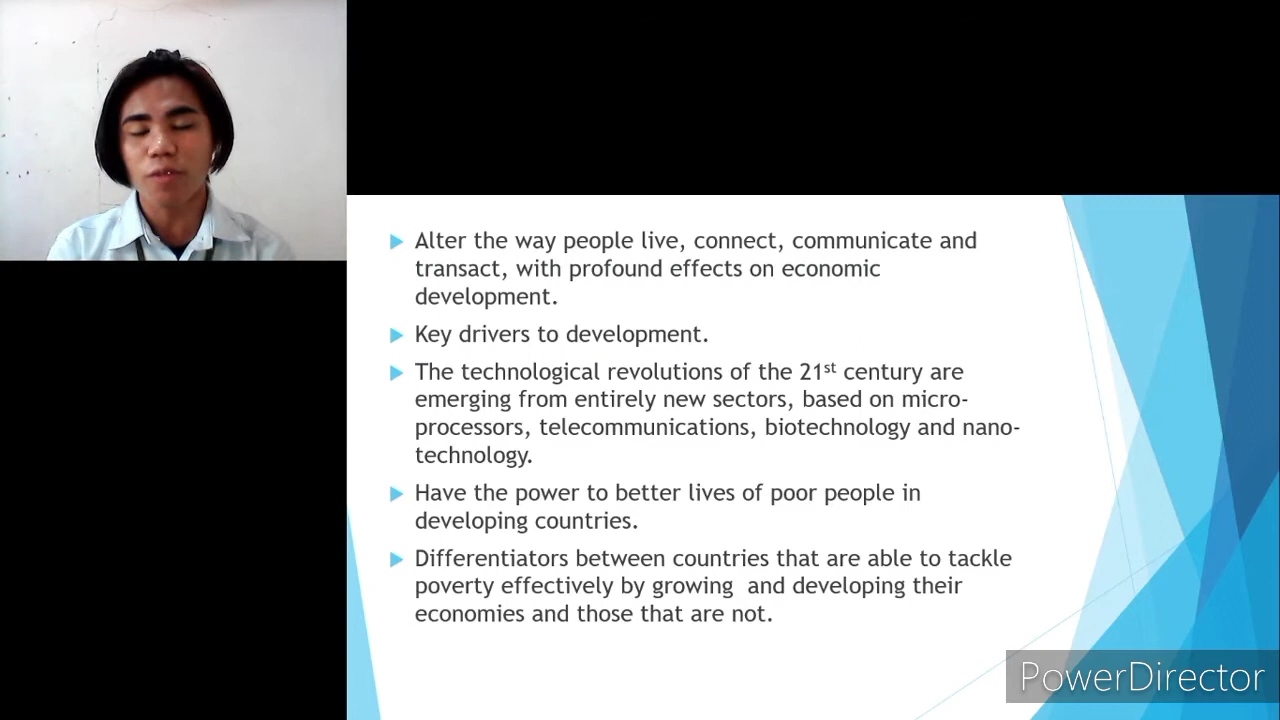 Alter the way people live, connect, communicate and
transact, with profound effects on economic
development.
Key drivers to development.
The technological revolutions of the 21st century are
emerging from entirely new sectors, based on micro-
processors, telecommunications, biotechnology and nano-
technology.
Have the power to better lives of poor people in
developing countries.
Differentiators between countries that are able to tackle
poverty effectively by growing  and developing their
economies and those that are not.
PowerDirector